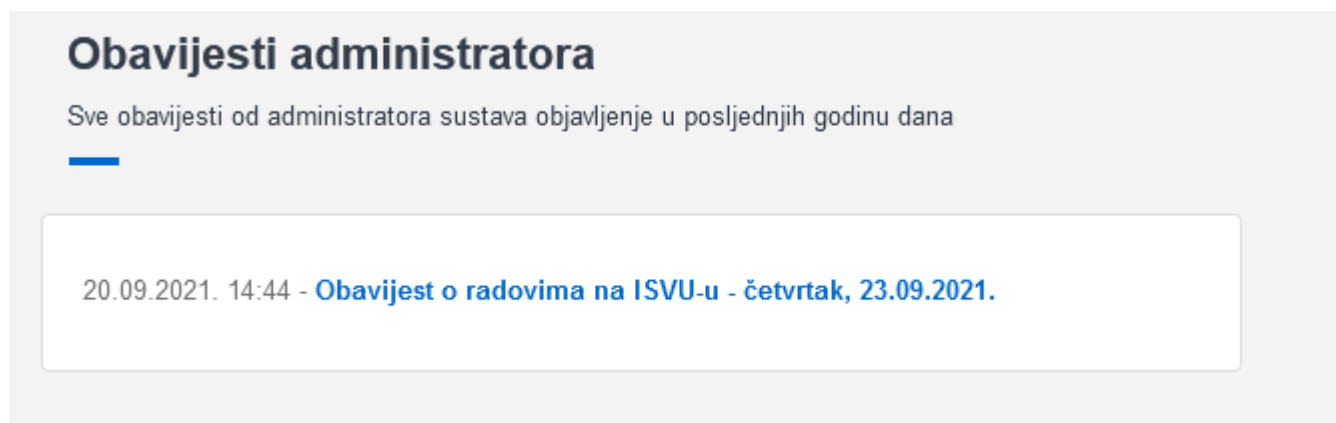 Obavijesti administratora
Sve obavijesti od administratora sustava objavljenje u posljednjih godinu dana
20.09.2021. 14:44 - Obavijest o radovima na ISVU-u - četvrtak, 23.09.2021.